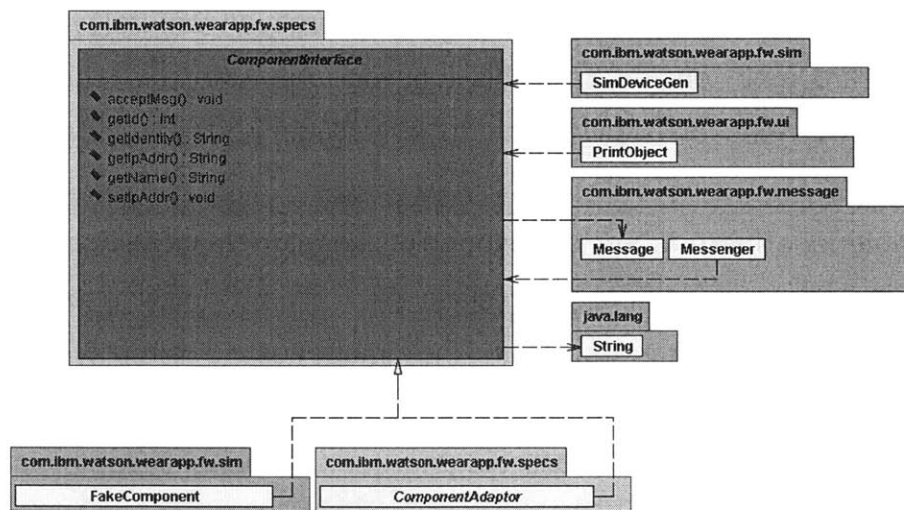 com.ibm.watson.wearapp.fw.specs
ComponentInterface
acceptMsg() : void
getId() : int
getIdentity() : String
getIpAddr() : String
getName() : String
setIpAddr() : void
com.ibm.watson.wearapp.fw.sim
SimDeviceGen
com.ibm.watson.wearapp.fw.ui
PrintObject
com.ibm.watson.wearapp.fw.message
Message Messenger
java.lang
String
com.ibm.watson.wearapp.fw.sim
FakeComponent
com.ibm.watson.wearapp.fw.specs
ComponentAdaptor